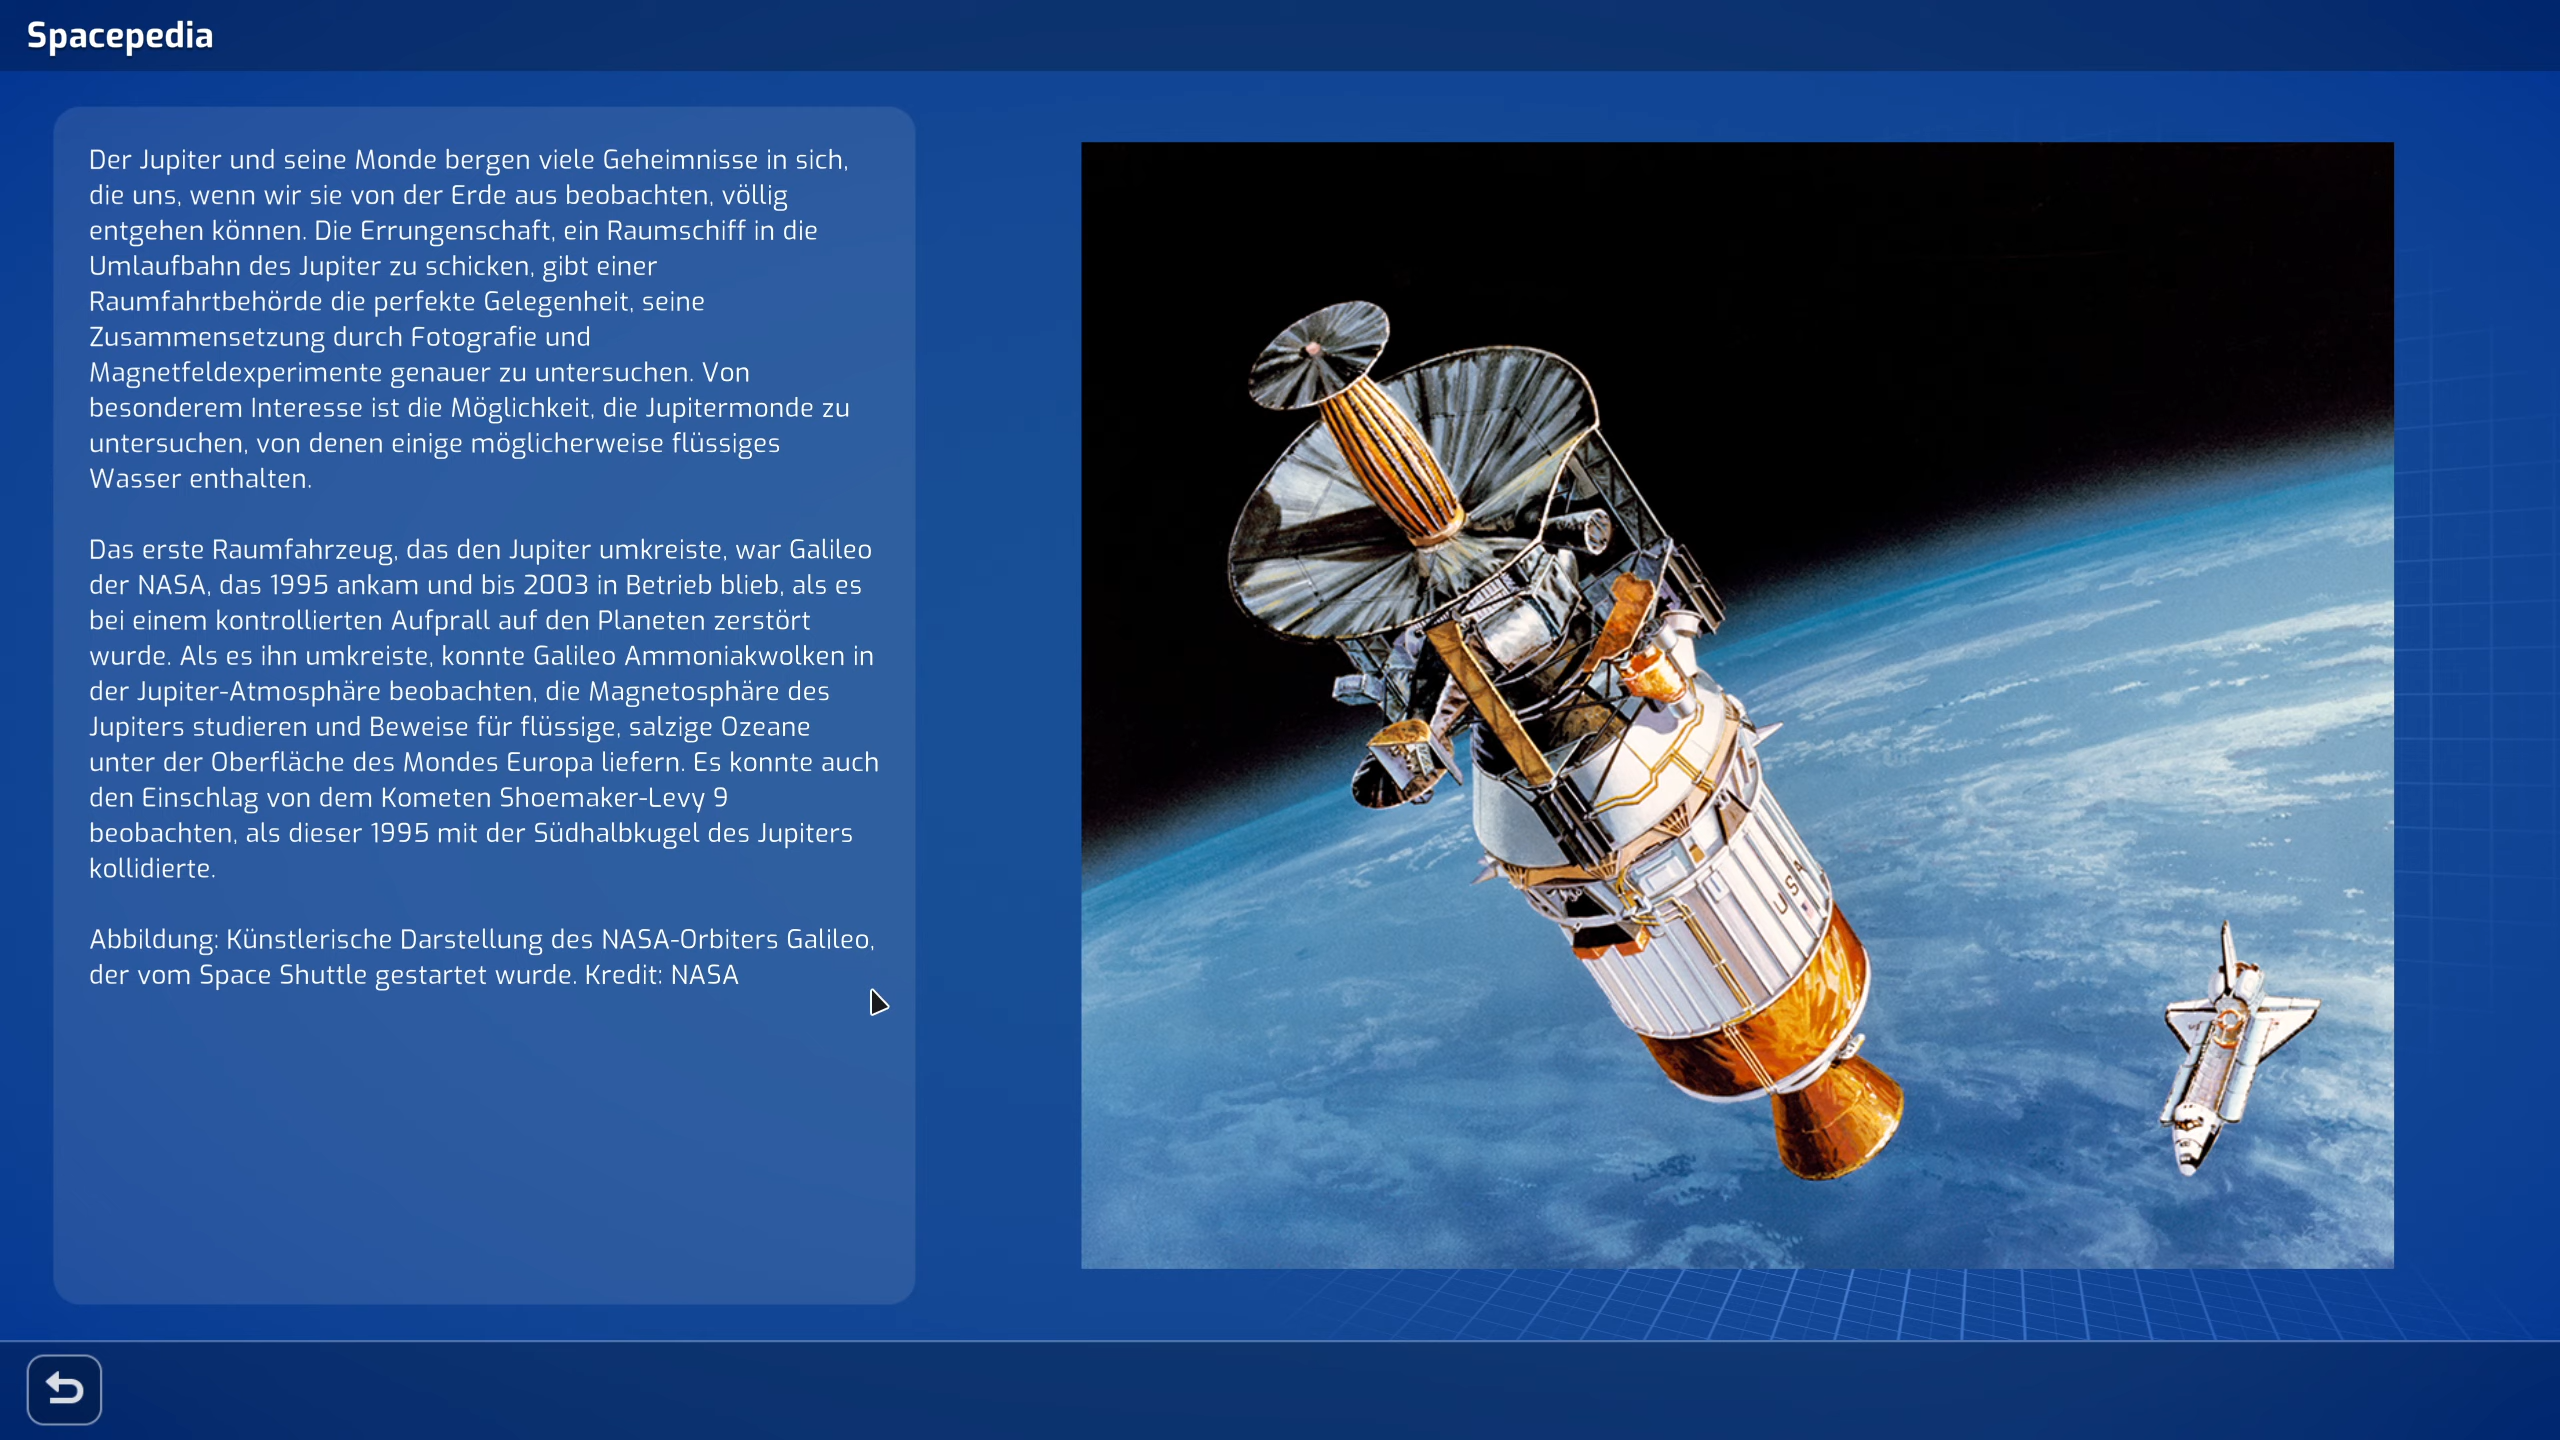 Spacepedia
Der Jupiter und seine Monde bergen viele Geheimnisse in sich,
die uns, wenn wir sie von der Erde aus beobachten, völlig
entgehen können. Die Errungenschaft, ein Raumschiff in die
Umlaufbahn des Jupiter zu schicken, gibt einer
Raumfahrtbehörde die perfekte Gelegenheit, seine
Zusammensetzung durch Fotografie und
Magnetfeldexperimente genauer zu untersuchen. Von
besonderem Interesse ist die Möglichkeit, die Jupitermonde zu
untersuchen, von denen einige möglicherweise flüssiges
Wasser enthalten.
Das erste Raumfahrzeug, das den Jupiter umkreiste, war Galileo
der NASA, das 1995 ankam und bis 2003 in Betrieb blieb, als es
bei einem kontrollierten Aufprall auf den Planeten zerstört
wurde. Als es ihn umkreiste, konnte Galileo Ammoniakwolken in
der Jupiter-Atmosphäre beobachten, die Magnetosphäre des
Jupiters studieren und Beweise für flüssige, salzige Ozeane
unter der Oberfläche des Mondes Europa liefern. Es konnte auch
den Einschlag von dem Kometen Shoemaker-Levy 9
beobachten, als dieser 1995 mit der Südhalbkugel des Jupiters
kollidierte.
Abbildung: Künstlerische Darstellung des NASA-Orbiters Galileo,
der vom Space Shuttle gestartet wurde. Kredit: NASA
USA